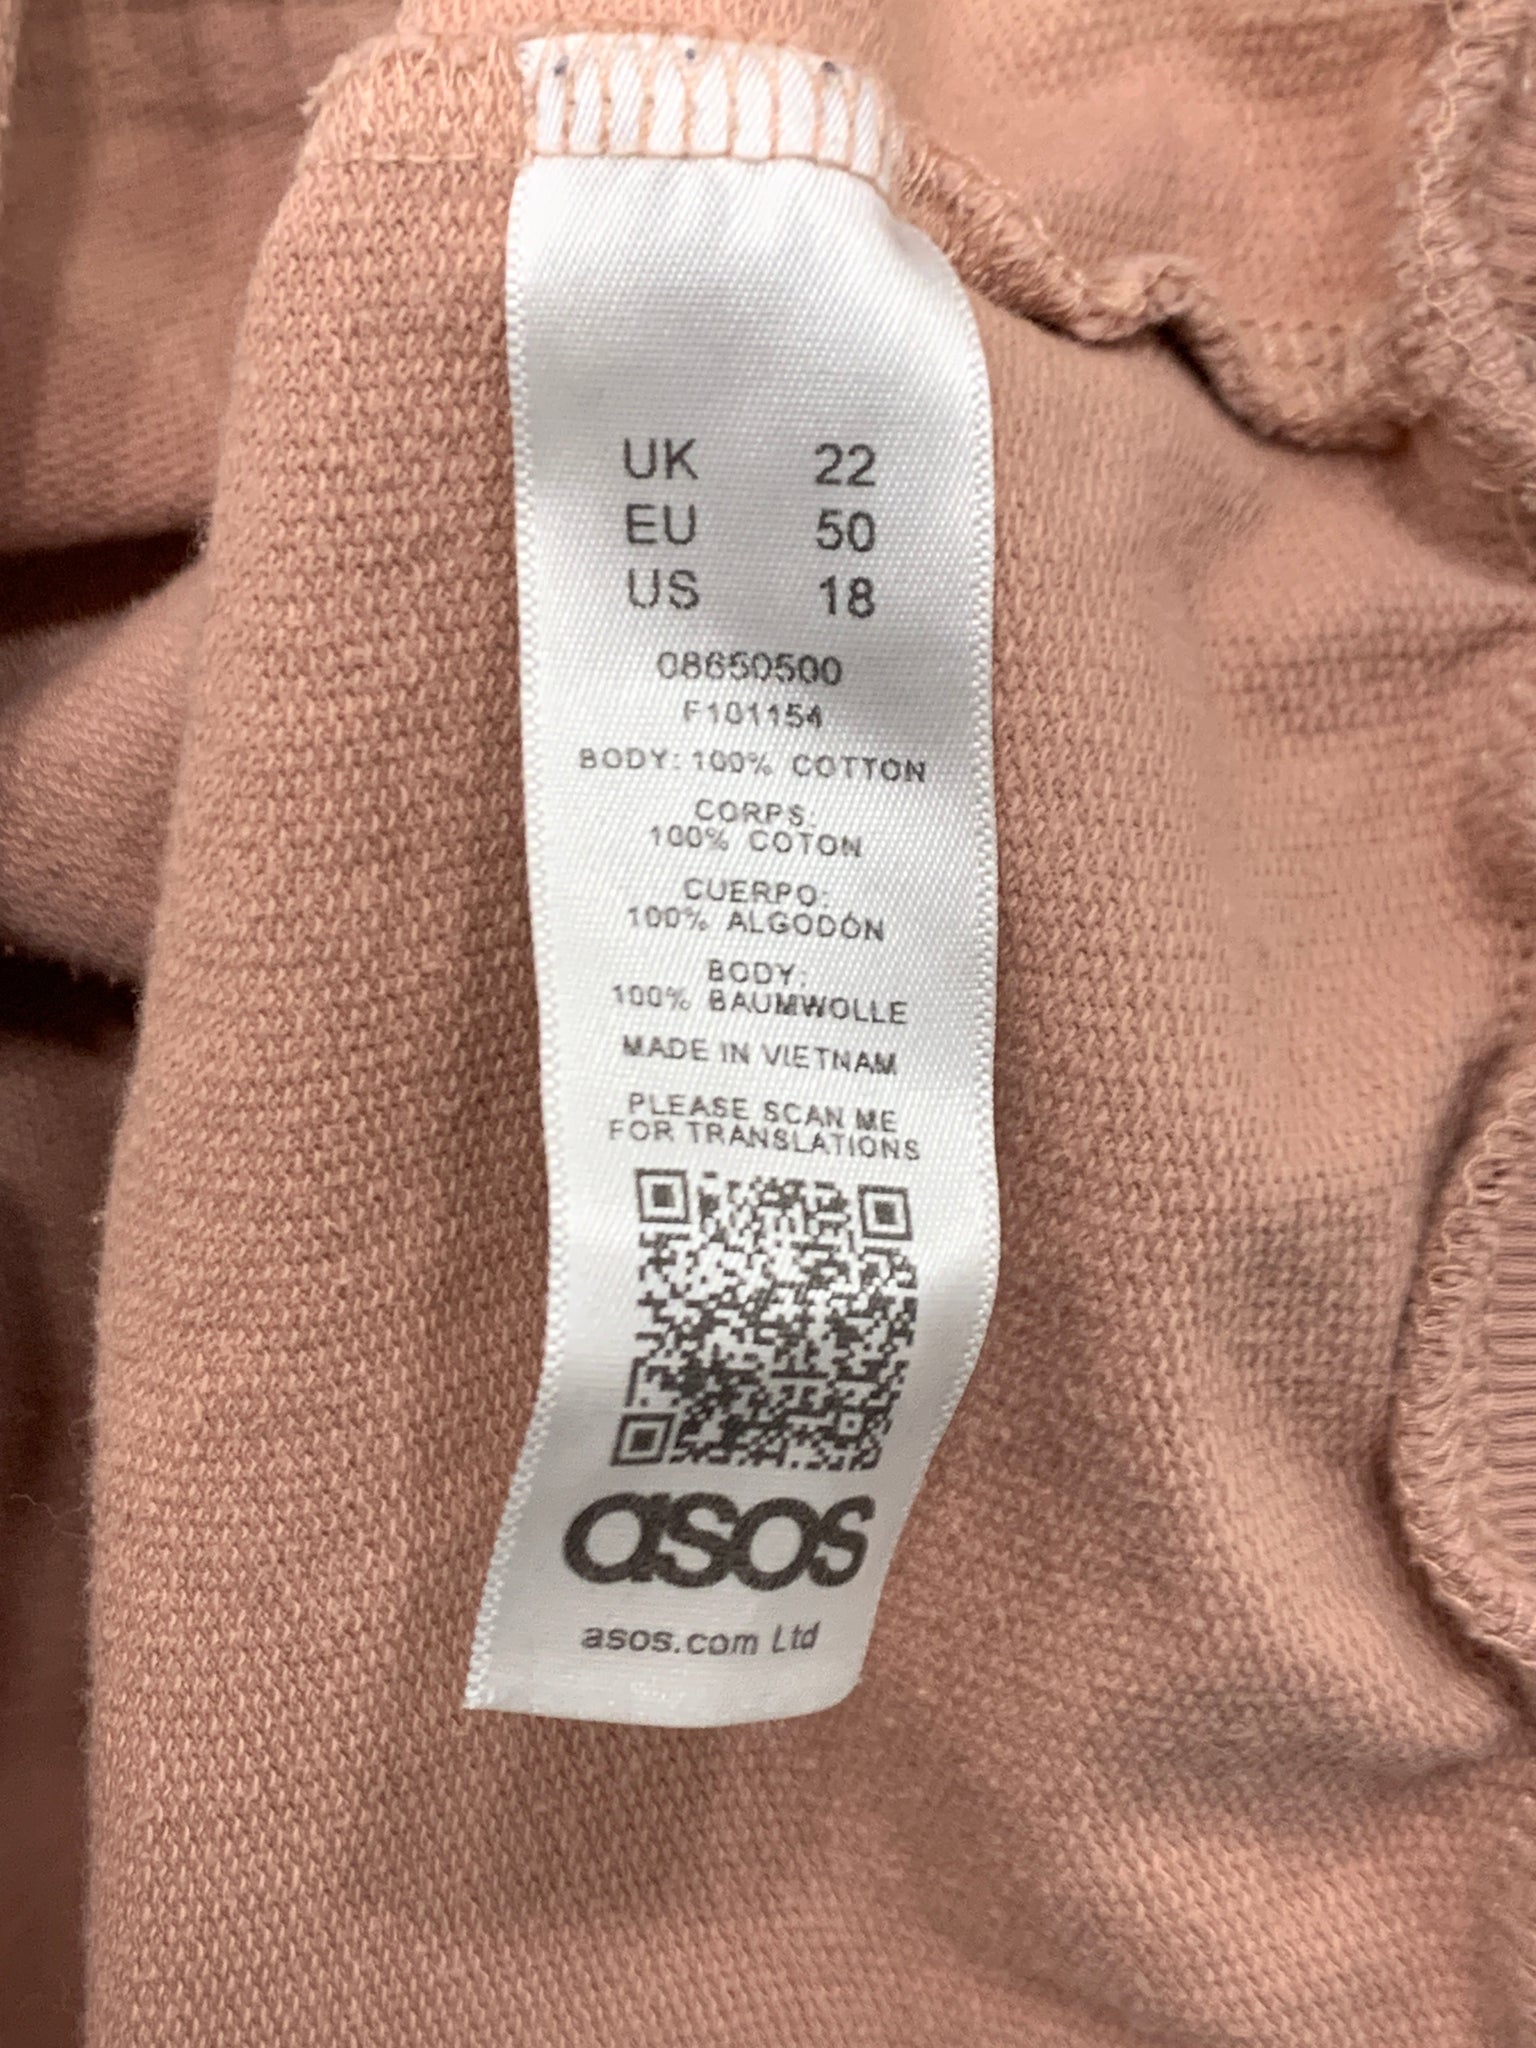 UK 22
EU 50
US 18
08650500
F101154
BODY: 100% COTTON
CORPS:
100% COTON
CUERPO:
100% ALGODÓN
BODY:
100% BAUMWOLLE
MADE IN VIETNAM
PLEASE SCAN ME
FOR TRANSLATIONS
asos
asos.com Ltd